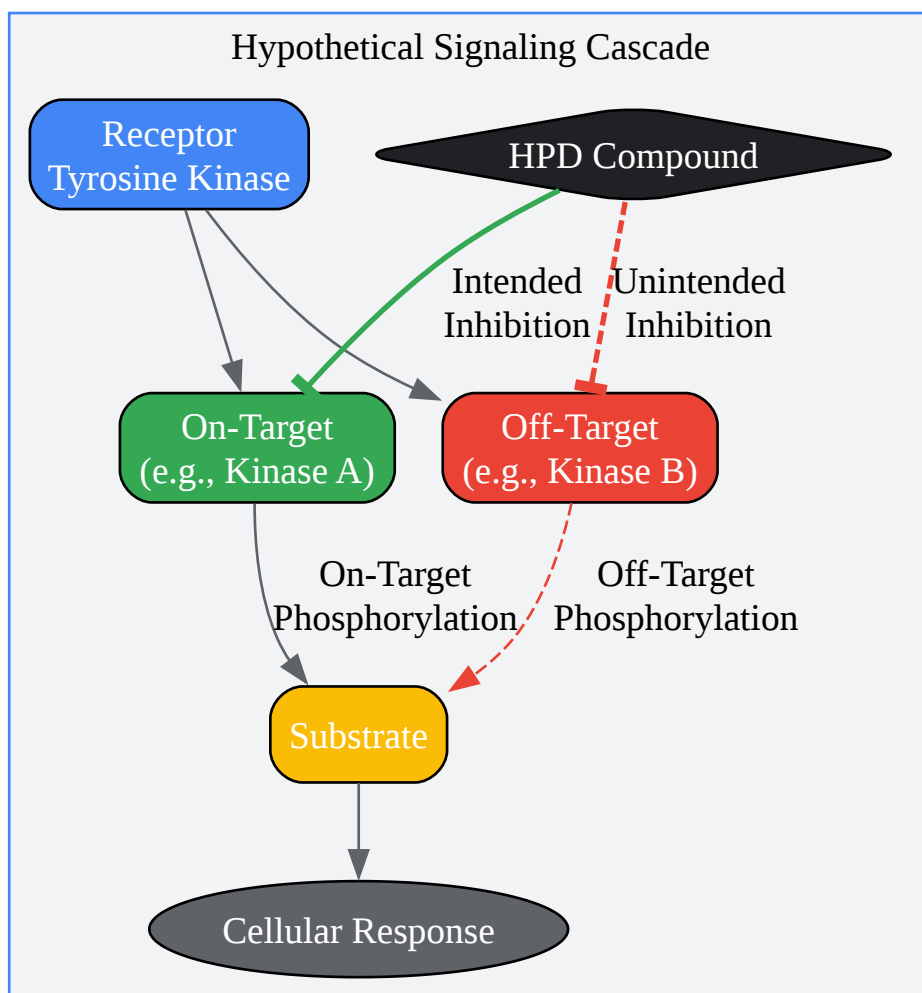 Hypothetical Signaling Cascade
Receptor
Tyrosine Kinase
HPD Compound
Intended
Inhibition
Unintended
Inhibition
On-Target
(e.g., Kinase A)
Off-Target
(e.g., Kinase B)
On-Target
Phosphorylation
Off-Target
Phosphorylation
Substrate
Cellular Response